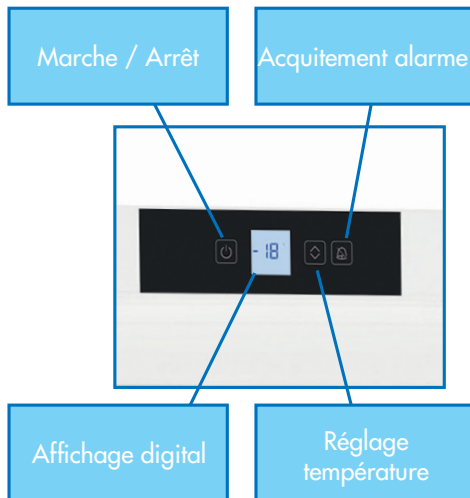 Marche / Arrêt
Acquitement alarme
-18
Affichage digital
Réglage
température